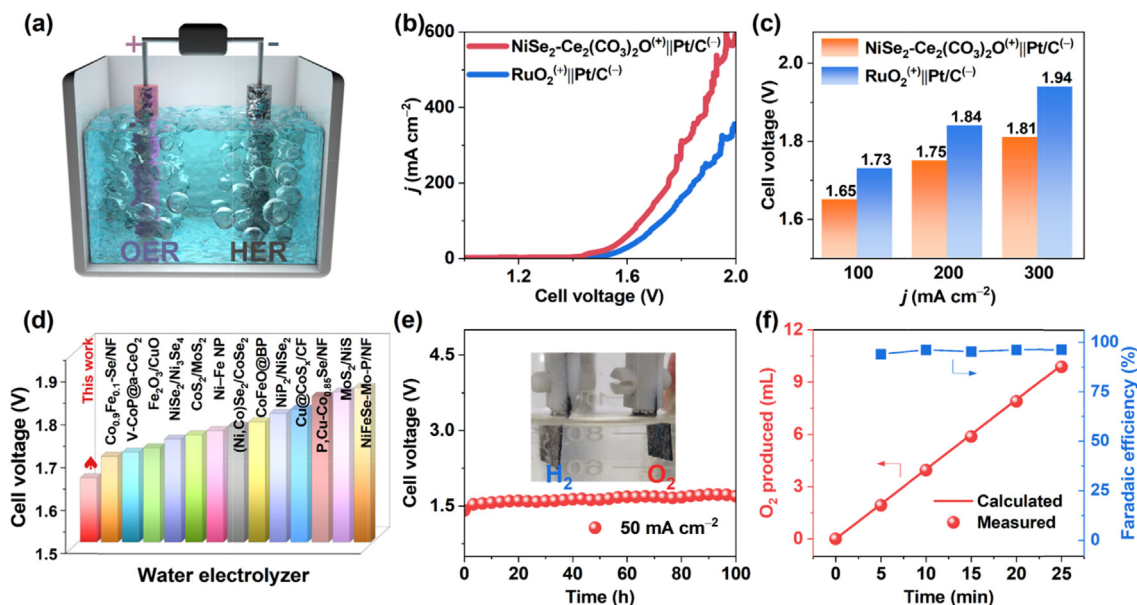 (a)
+
−
OER
HER
(b)
NiSe₂-Ce₂(CO₃)₂O⁽⁺⁾||Pt/C⁽⁻⁾
RuO₂⁽⁺⁾||Pt/C⁽⁻⁾
600
400
200
0
j (mA cm⁻²)
1.2
1.6
2.0
Cell voltage (V)
(c)
NiSe₂-Ce₂(CO₃)₂O⁽⁺⁾||Pt/C⁽⁻⁾
RuO₂⁽⁺⁾||Pt/C⁽⁻⁾
2.0
1.8
1.6
Cell voltage (V)
1.65
1.73
1.75
1.84
1.81
1.94
100
200
300
j (mA cm⁻²)
(d)
1.9
1.8
1.7
1.6
1.5
Cell voltage (V)
This work
Co₀.₉Fe₀.₁-Se/NF
V-CoP@a-CeO₂
Fe₂O₃/CuO
NiSe₂/Ni₃Se₄
CoS₂/MoS₂
Ni–Fe NP
(Ni,Co)Se₂/CoSe₂
CoFeO@BP
NiP₂/NiSe₂
Cu@CoSₓ/CF
P,Cu-Co₀.₈₅Se/NF
MoS₂/NiS
NiFeSe-Mo-P/NF
Water electrolyzer
(e)
4.5
3.0
1.5
0
Cell voltage (V)
H₂
O₂
50 mA cm⁻²
0
20
40
60
80
100
Time (h)
(f)
12
9
6
3
0
O₂ produced (mL)
100
80
60
40
20
0
Faradaic efficiency (%)
Calculated
Measured
0
5
10
15
20
25
Time (min)